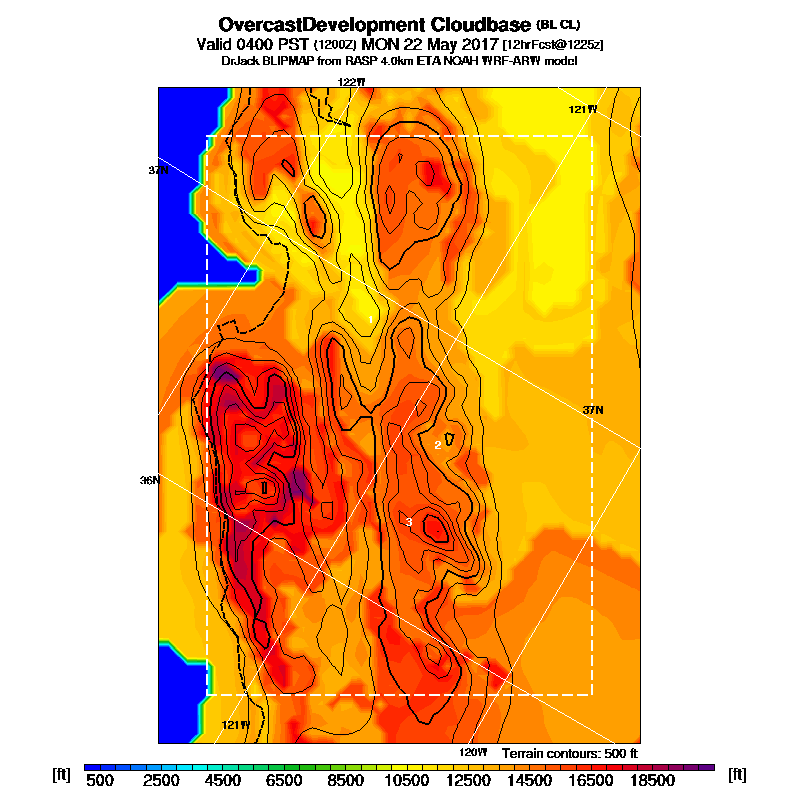 OvercastDevelopment Cloudbase (BL CL)
Valid 0400 PST (1200Z) MON 22 May 2017 [12hrFcst@1225z]
DrJack BLIPMAP from RASP 4.0km ETA NOAH WRF-ARW model
122W
121W
37N
1
37N
2
36N
3
121W
120W
Terrain contours: 500 ft
[ft] 500 2500 4500 6500 8500 10500 12500 14500 16500 18500 [ft]